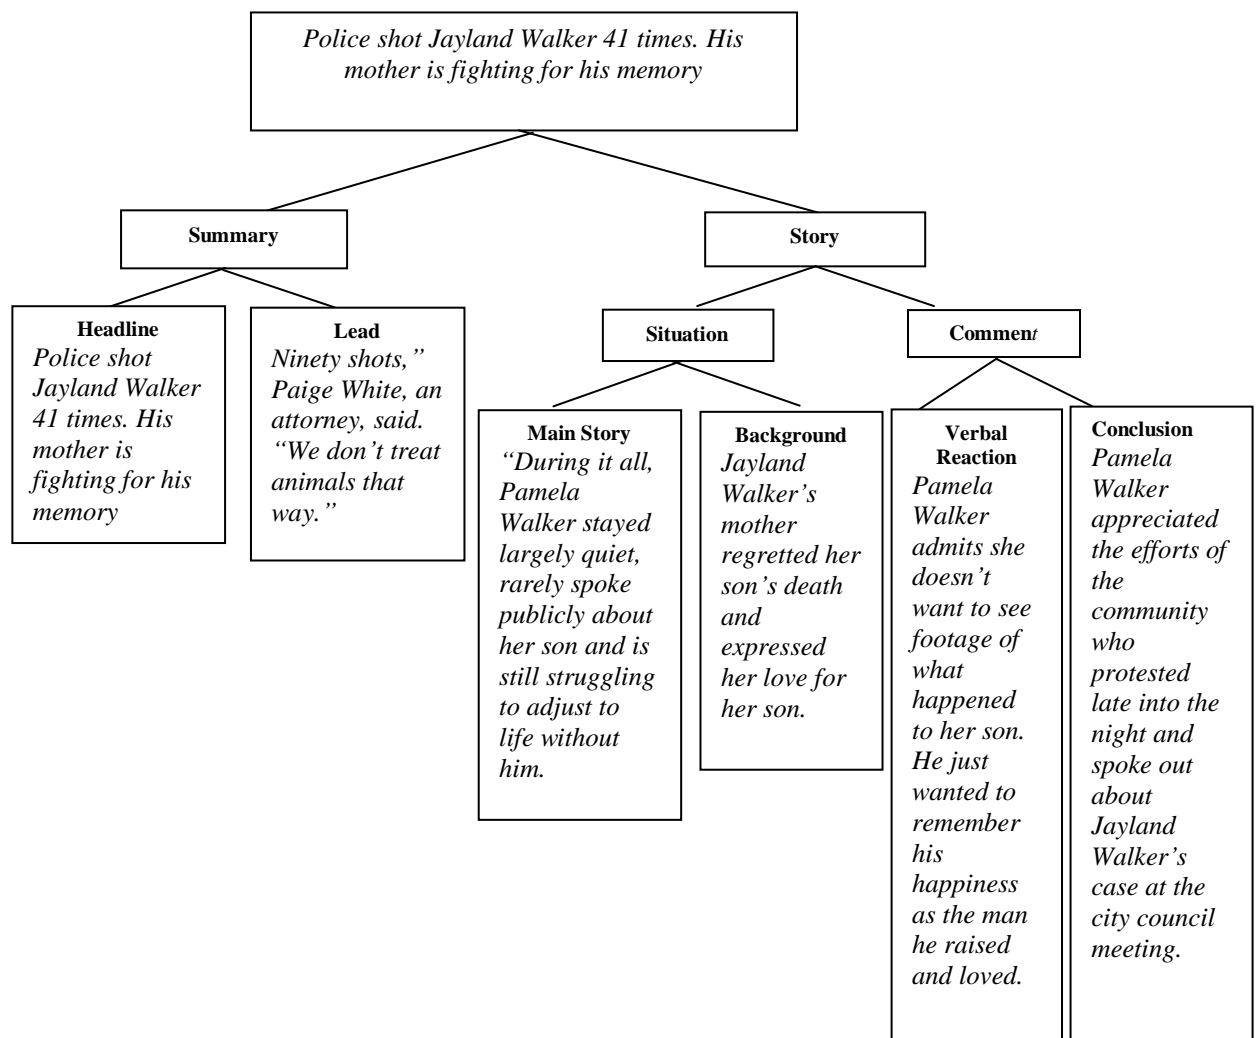 Police shot Jayland Walker 41 times. His
mother is fighting for his memory
Summary
Story
Headline
Police shot
Jayland Walker
41 times. His
mother is
fighting for his
memory
Lead
Ninety shots,”
Paige White, an
attorney, said.
“We don’t treat
animals that
way.”
Situation
Comment
Main Story
“During it all,
Pamela
Walker stayed
largely quiet,
rarely spoke
publicly about
her son and is
still struggling
to adjust to
life without
him.
Background
Jayland
Walker’s
mother
regretted her
son’s death
and
expressed
her love for
her son.
Verbal
Reaction
Pamela
Walker
admits she
doesn’t
want to see
footage of
what
happened
to her son.
He just
wanted to
remember
his
happiness
as the man
he raised
and loved.
Conclusion
Pamela
Walker
appreciated
the efforts of
the
community
who
protested
late into the
night and
spoke out
about
Jayland
Walker’s
case at the
city council
meeting.